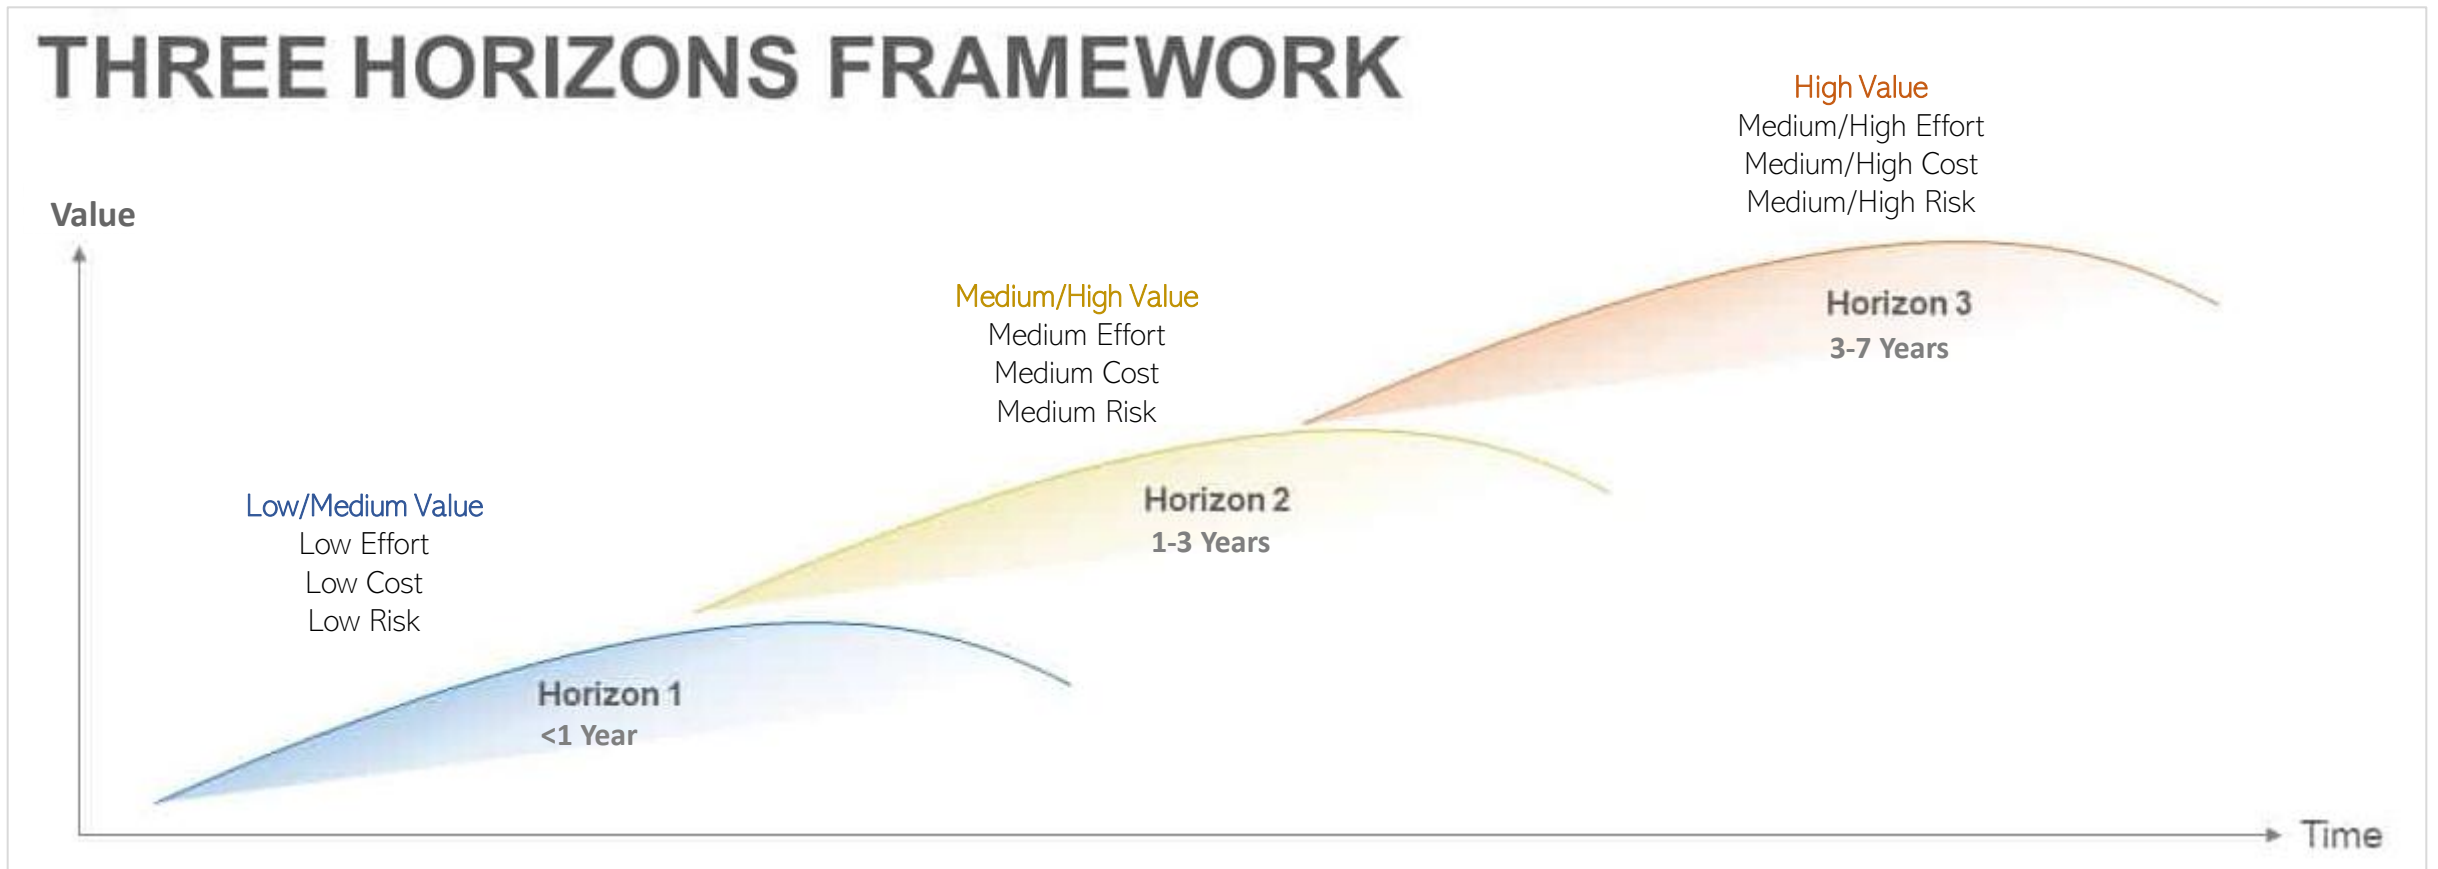 THREE HORIZONS FRAMEWORK
High Value
Medium/High Effort
Medium/High Cost
Medium/High Risk
Value
Medium/High Value
Medium Effort
Medium Cost
Medium Risk
Horizon 3
3-7 Years
Low/Medium Value
Low Effort
Low Cost
Low Risk
Horizon 2
1-3 Years
Horizon 1
<1 Year
Time